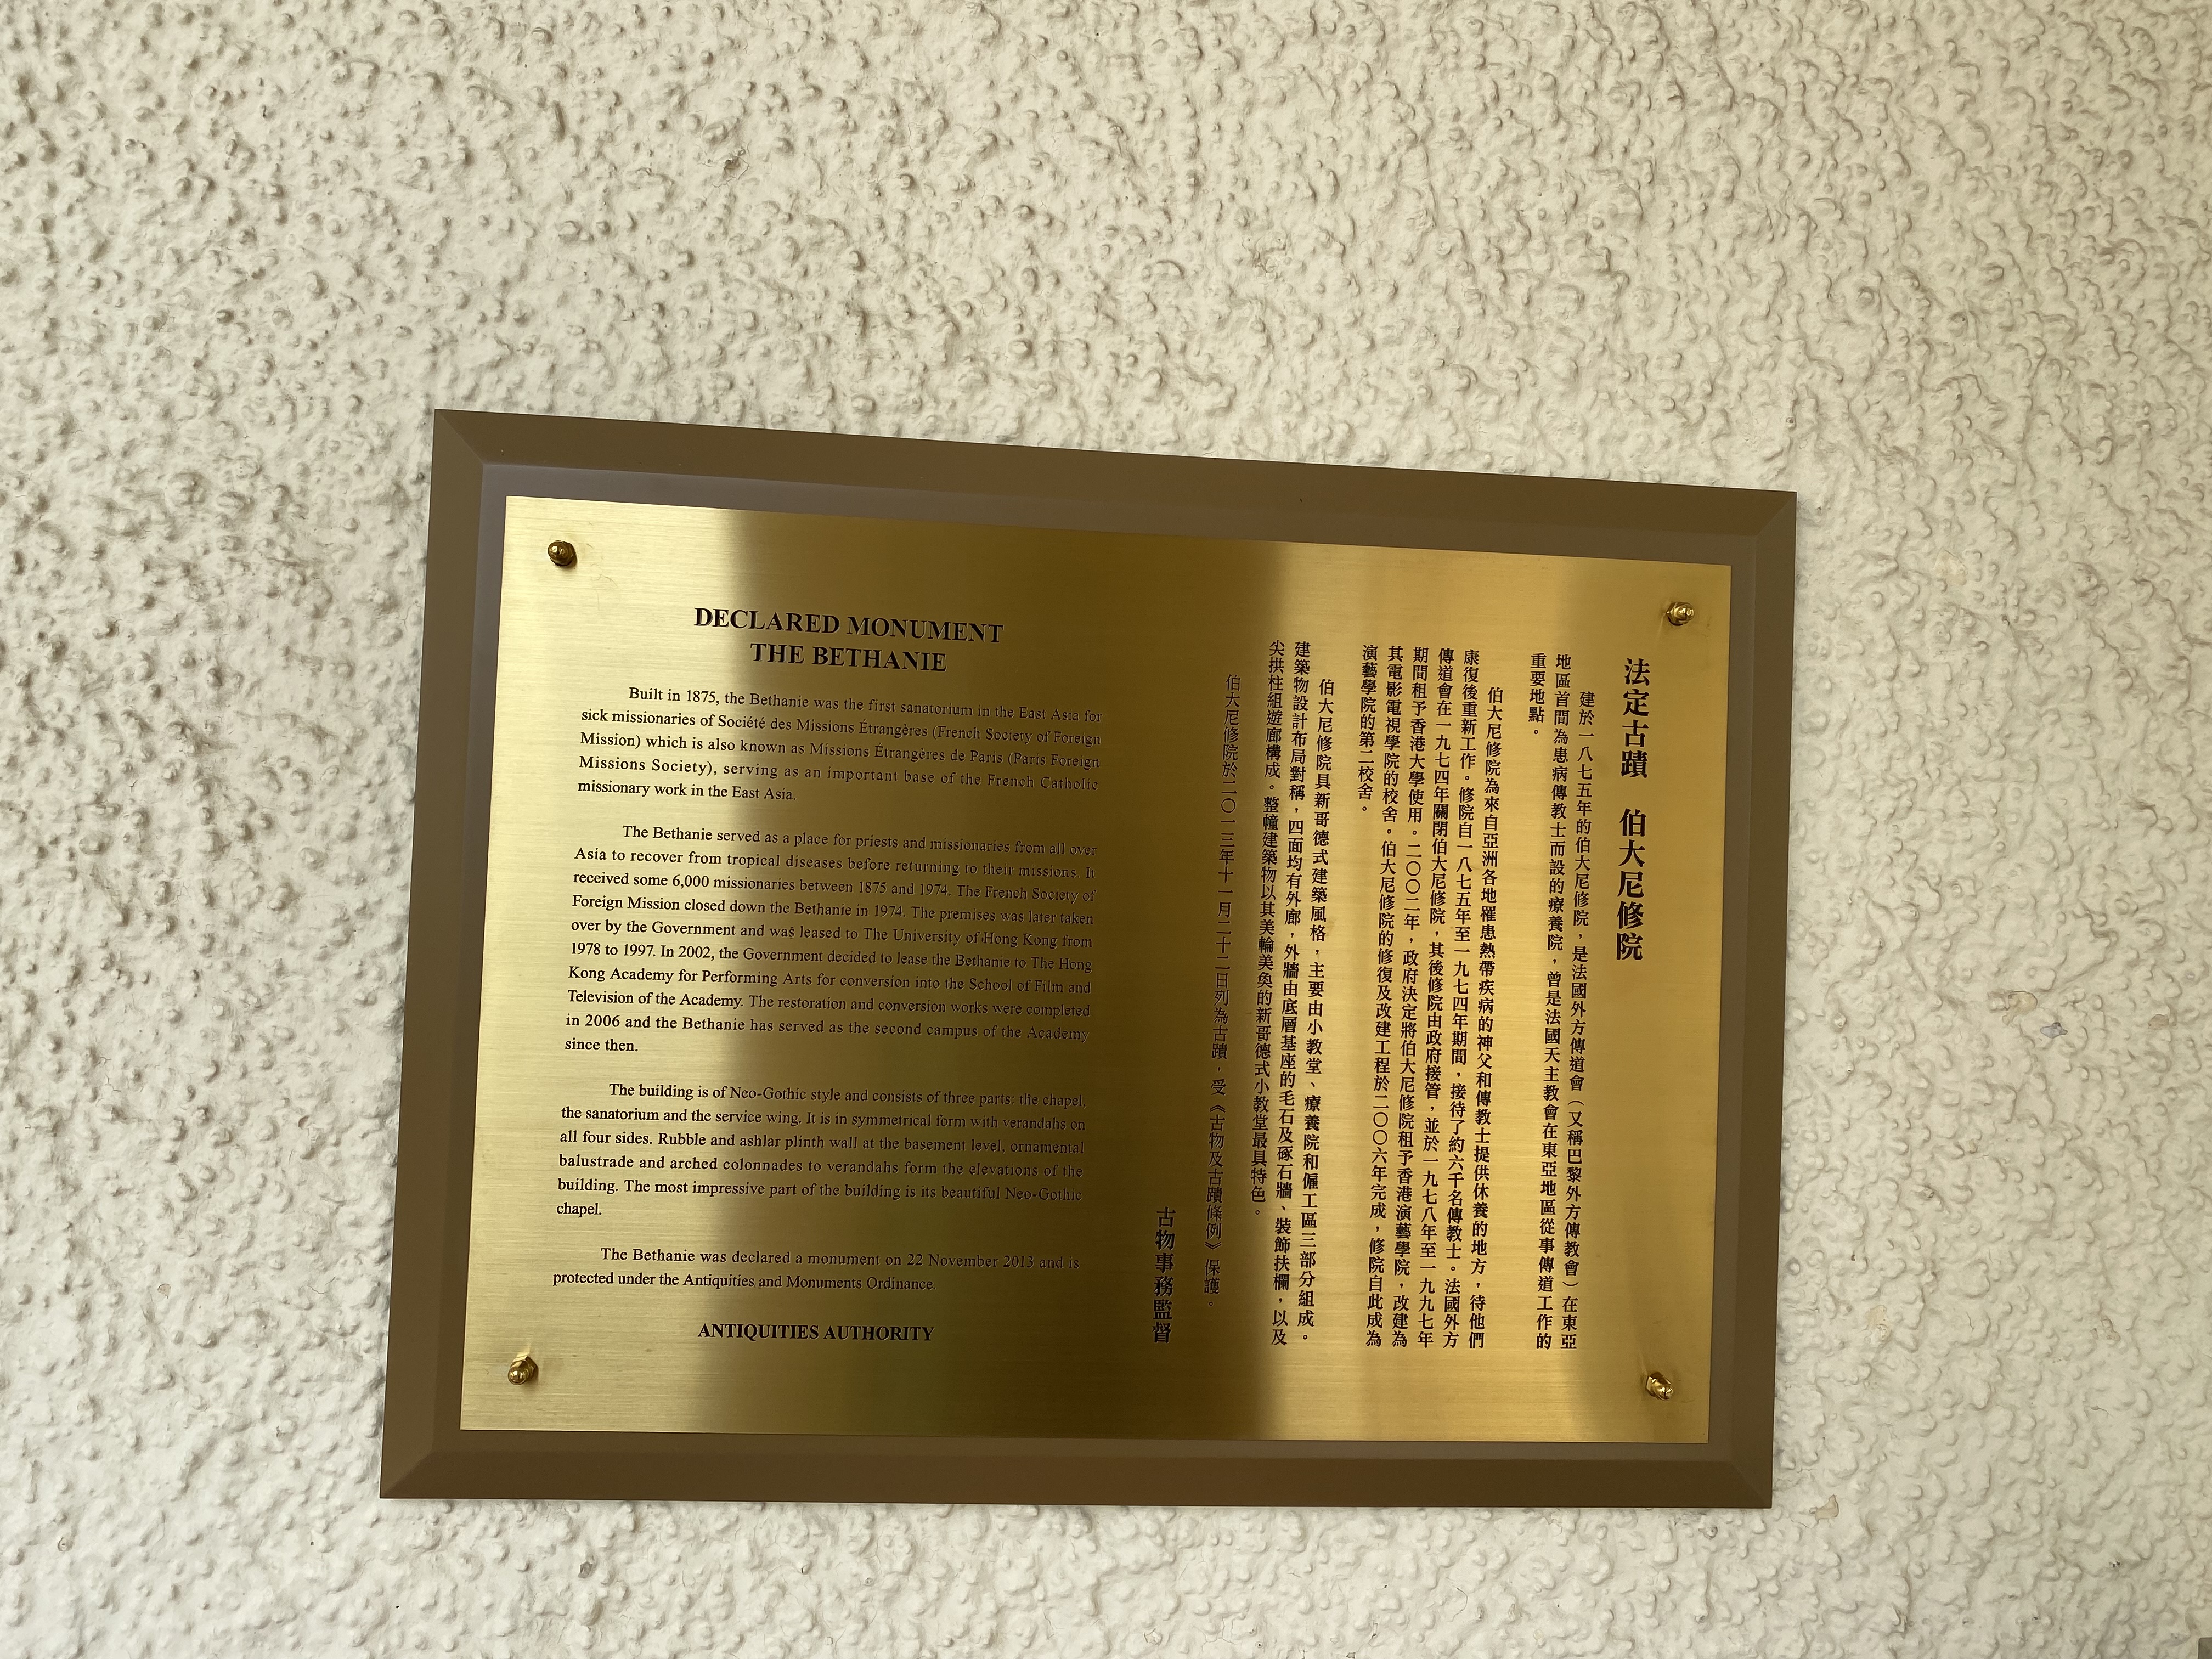 DECLARED MONUMENT
THE BETHANIE
Built in 1875, the Bethanie was the first sanatorium in the East Asia for
sick missionaries of Société des Missions Étrangères (French Society of Foreign
Mission) which is also known as Missions Étrangères de Paris (Paris Foreign
Missions Society), serving as an important base of the French Catholic
missionary work in the East Asia.
The Bethanie served as a place for priests and missionaries from all over
Asia to recover from tropical diseases before returning to their missions. It
received some 6,000 missionaries between 1875 and 1974. The French Society of
Foreign Mission closed down the Bethanie in 1974. The premises was later taken
over by the Government and was leased to The University of Hong Kong from
1978 to 1997. In 2002, the Government decided to lease the Bethanie to The Hong
Kong Academy for Performing Arts for conversion into the School of Film and
Television of the Academy. The restoration and conversion works were completed
in 2006 and the Bethanie has served as the second campus of the Academy
since then.
The building is of Neo-Gothic style and consists of three parts: the chapel,
the sanatorium and the service wing. It is in symmetrical form with verandahs on
all four sides. Rubble and ashlar plinth wall at the basement level, ornamental
balustrade and arched colonnades to verandahs form the elevations of the
building. The most impressive part of the building is its beautiful Neo-Gothic
chapel.
The Bethanie was declared a monument on 22 November 2013 and is
protected under the Antiquities and Monuments Ordinance.
ANTIQUITIES AUTHORITY
法定古蹟 伯大尼修院
建於一八七五年的伯大尼修院，是法國外方傳道會（又稱巴黎外方傳教會）在東亞
地區首間為患病傳教士而設的療養院，曾是法國天主教會在東亞地區從事傳道工作的
重要地點。
伯大尼修院為來自亞洲各地罹患熱帶疾病的神父和傳教士提供休養的地方，待他們
康復後重新工作。修院自一八七五年至一九七四年期間，接待了約六千名傳教士。法國外方
傳道會在一九七四年關閉伯大尼修院，其後修院由政府接管，並於一九七八年至一九九七年
期間租予香港大學使用。二〇〇二年，政府決定將伯大尼修院租予香港演藝學院，改建為
其電影電視學院的校舍。伯大尼修院的修復及改建工程於二〇〇六年完成，修院自此成為
演藝學院的第二校舍。
伯大尼修院具新哥德式建築風格，主要由小教堂、療養院和僱工區三部分組成。
建築物設計布局對稱，四面均有外廊，外牆由底層基座的毛石及琢石牆、裝飾扶欄，以及
尖拱柱組遊廊構成。整幢建築物以其美輪美奐的新哥德式小教堂最具特色。
伯大尼修院於二〇一三年十一月二十二日列為古蹟，受《古物及古蹟條例》保護。
古物事務監督